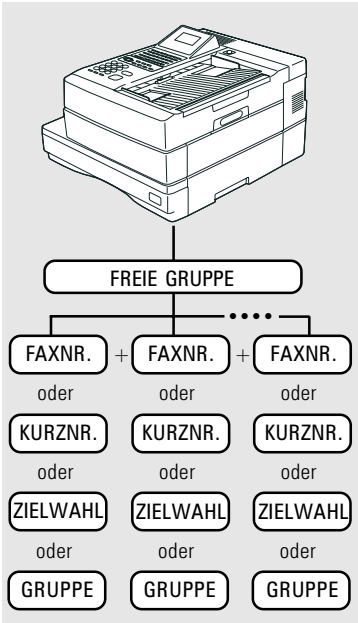 FREIE GRUPPE
FAXNR. + FAXNR. + FAXNR.
oder oder oder
KURZNR. KURZNR. KURZNR.
oder oder oder
ZIELWAHL ZIELWAHL ZIELWAHL
oder oder oder
GRUPPE GRUPPE GRUPPE